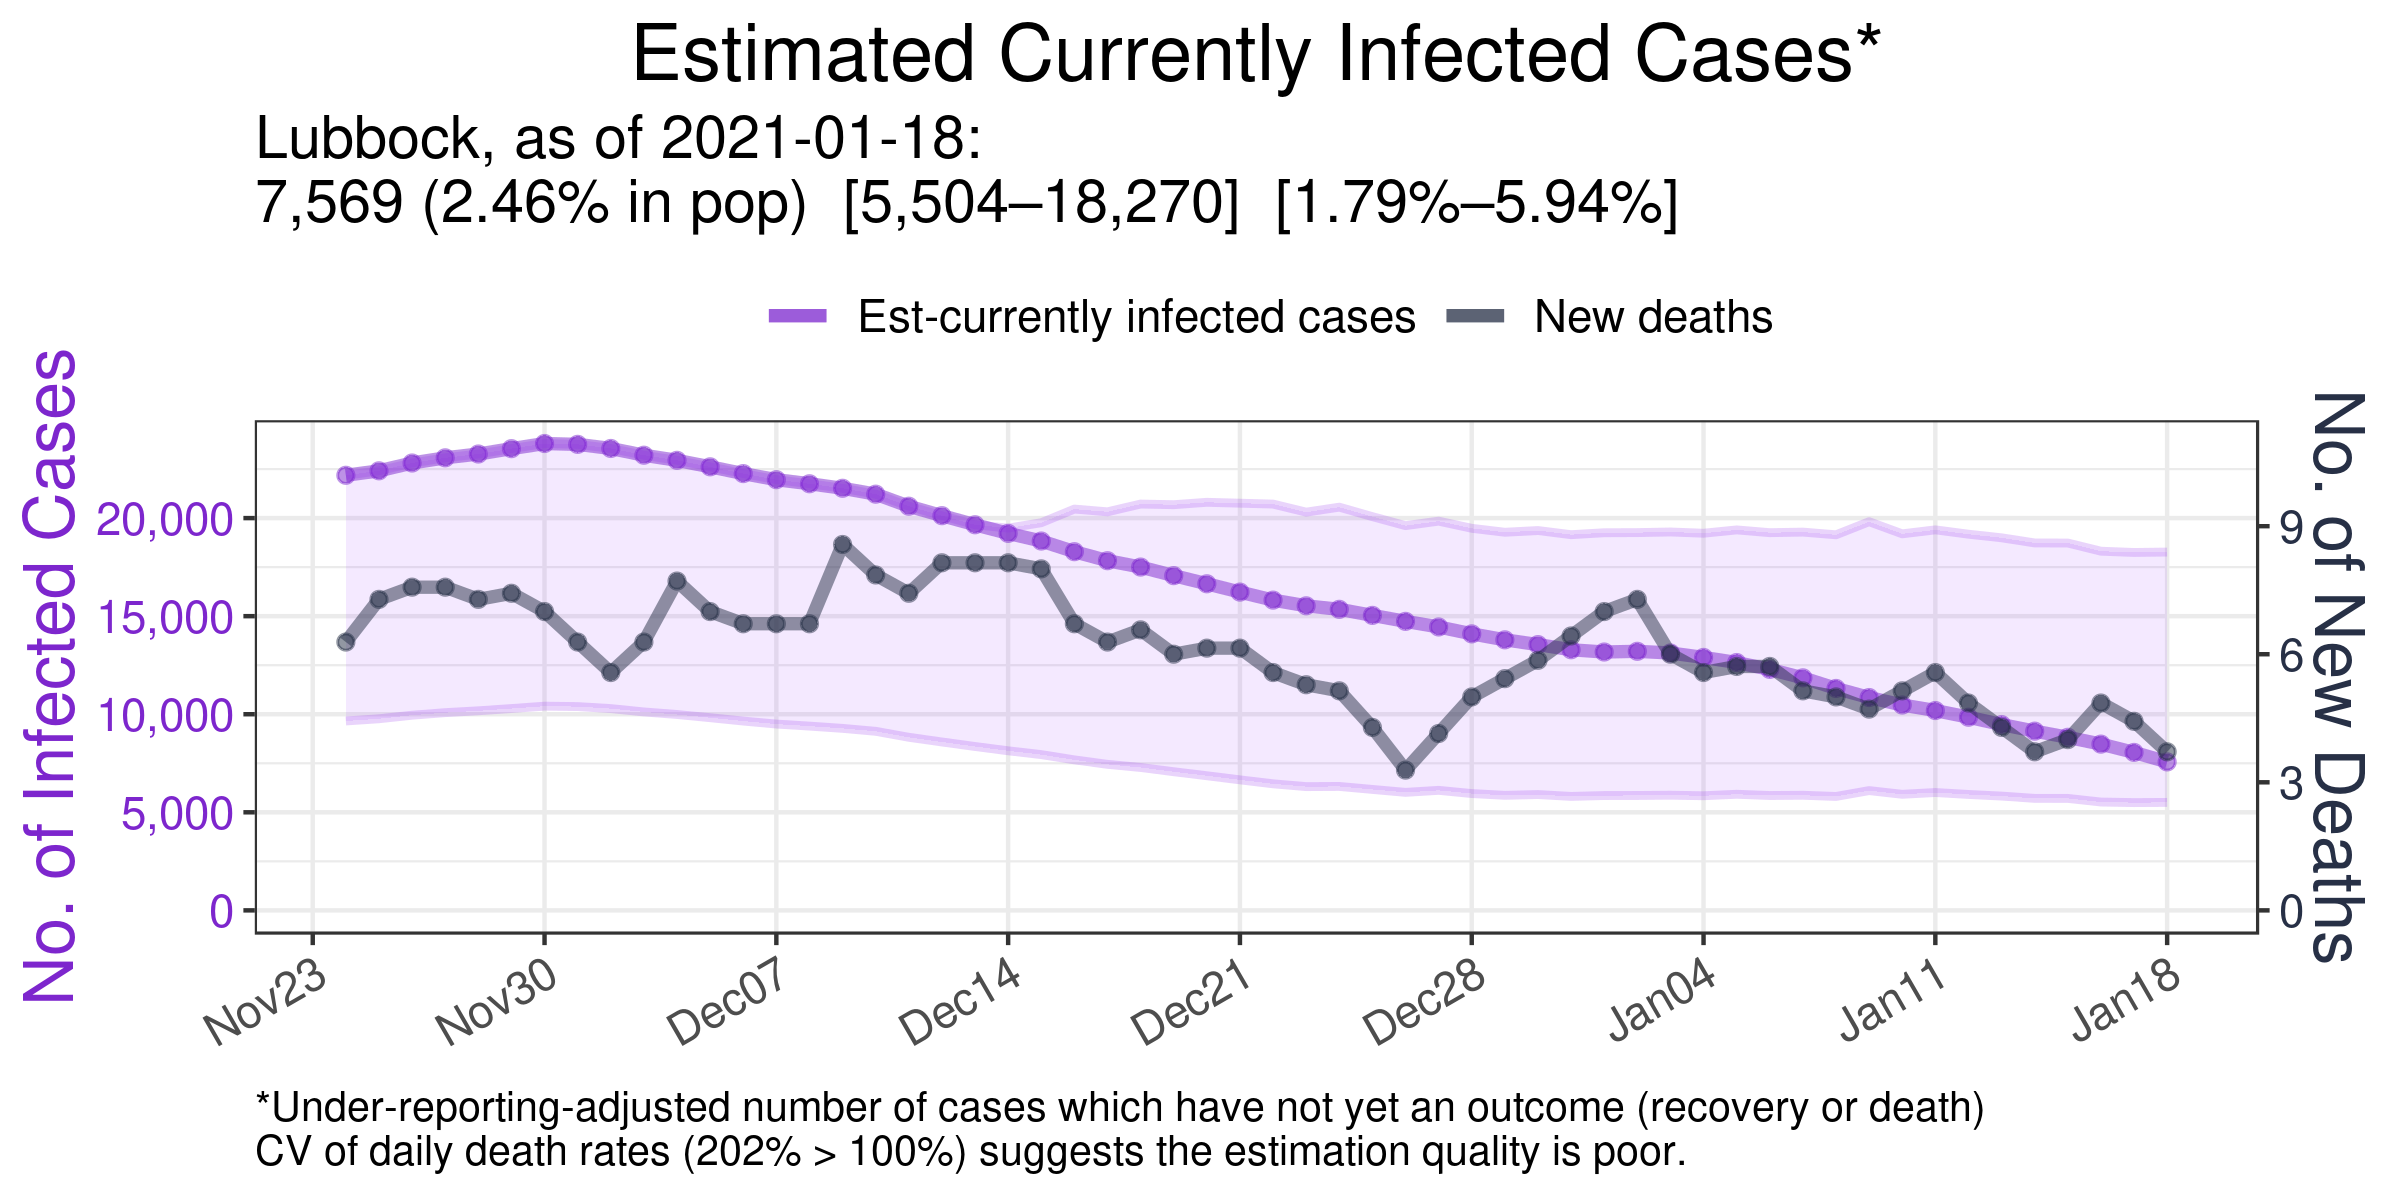 Estimated Currently Infected Cases*
Lubbock, as of 2021-01-18:
7,569 (2.46% in pop)  [5,504–18,270]  [1.79%–5.94%]
Est-currently infected cases
New deaths
No. of Infected Cases
20,000
15,000
10,000
5,000
0
No. of New Deaths
9
6
3
0
Nov23
Nov30
Dec07
Dec14
Dec21
Dec28
Jan04
Jan11
Jan18
*Under-reporting-adjusted number of cases which have not yet an outcome (recovery or death)
CV of daily death rates (202% > 100%) suggests the estimation quality is poor.